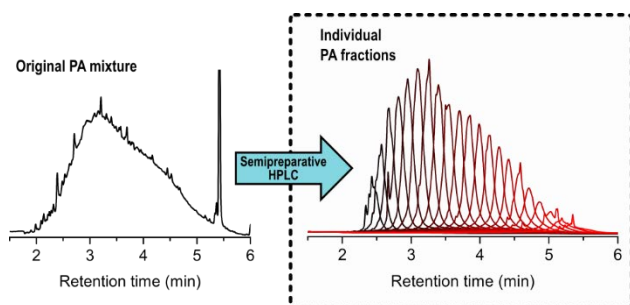 Original PA mixture
2 3 4 5 6
Retention time (min)
Semipreparative
HPLC
Individual
PA fractions
2 3 4 5 6
Retention time (min)